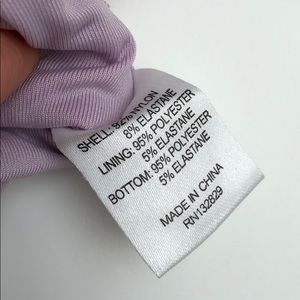 SHELL: 92% NYLON
8% ELASTANE
LINING: 95% POLYESTER
5% ELASTANE
BOTTOM: 95% POLYESTER
5% ELASTANE
MADE IN CHINA
RN132829